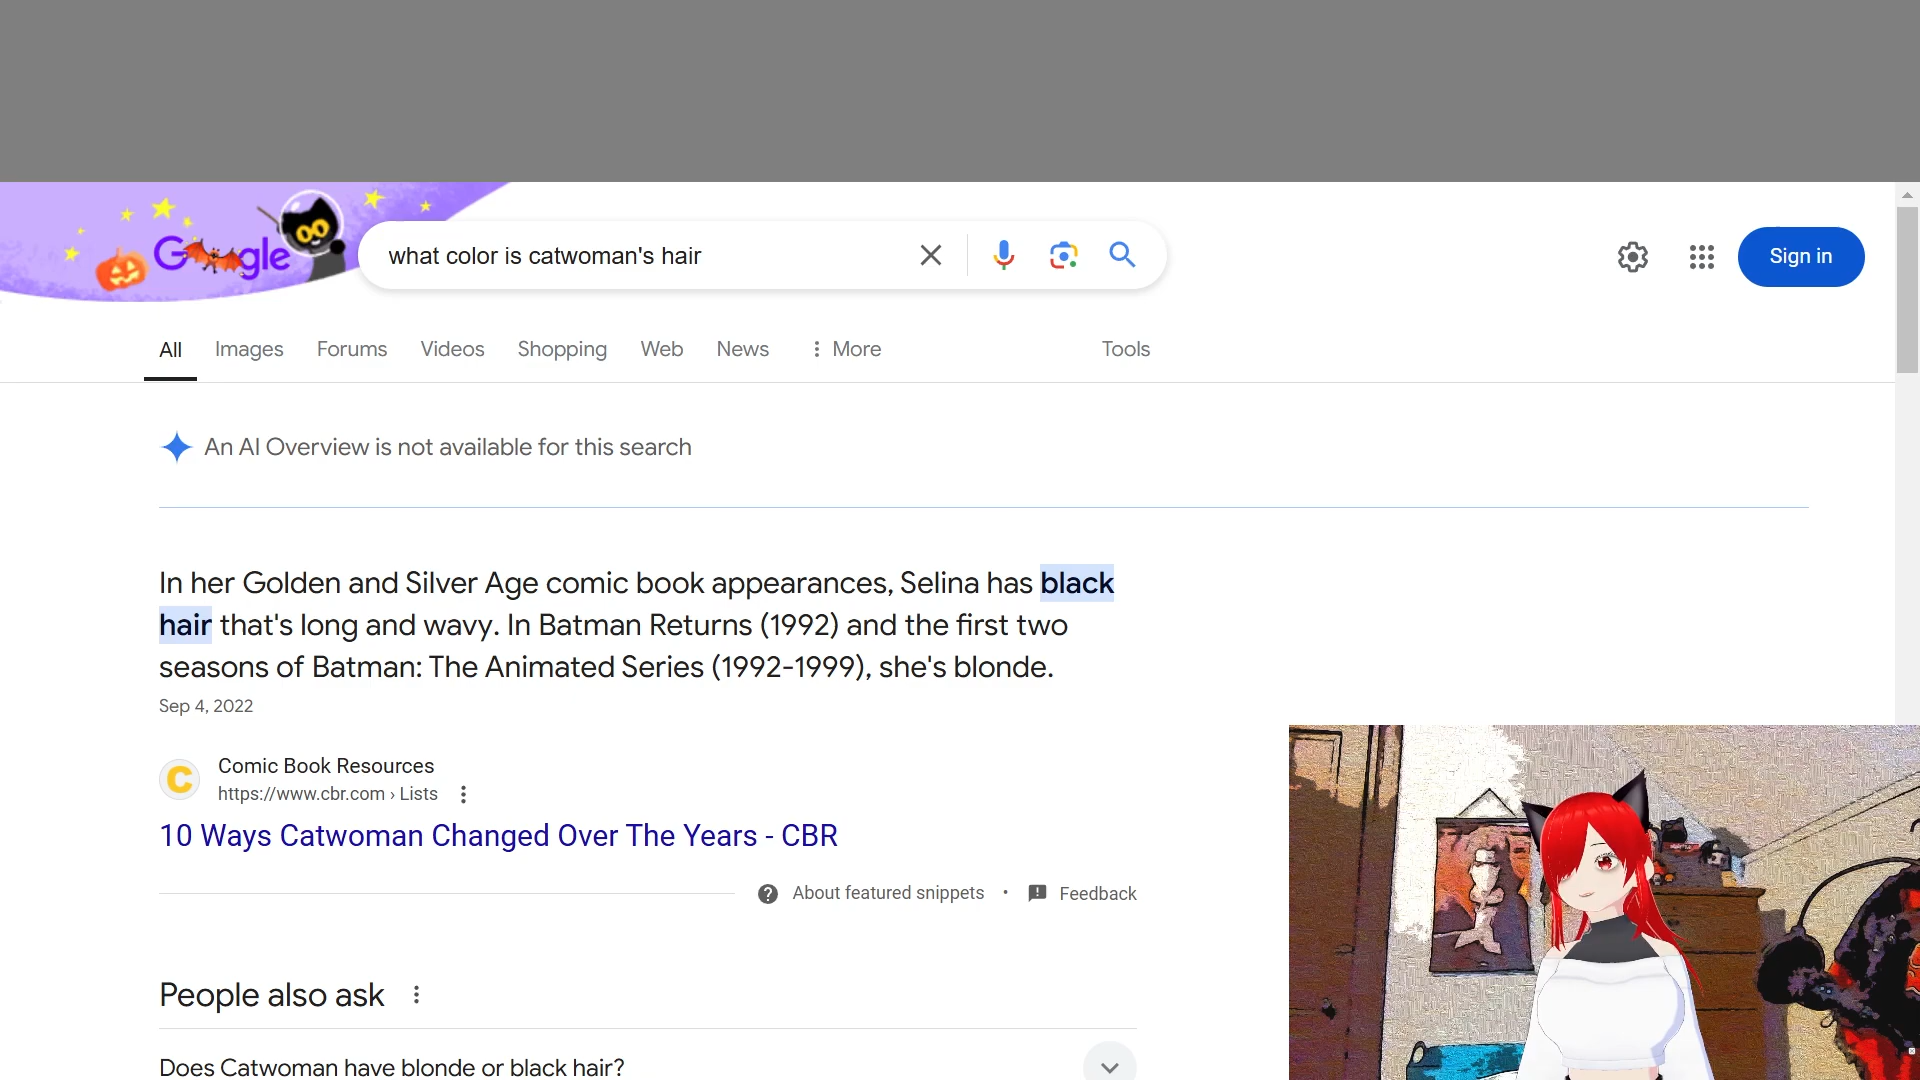 Google
what color is catwoman's hair
Sign in
All Images Forums Videos Shopping Web News More Tools
An AI Overview is not available for this search
In her Golden and Silver Age comic book appearances, Selina has black
hair that's long and wavy. In Batman Returns (1992) and the first two
seasons of Batman: The Animated Series (1992-1999), she's blonde.
Sep 4, 2022
Comic Book Resources
https://www.cbr.com › Lists
10 Ways Catwoman Changed Over The Years - CBR
About featured snippets • Feedback
People also ask
Does Catwoman have blonde or black hair?